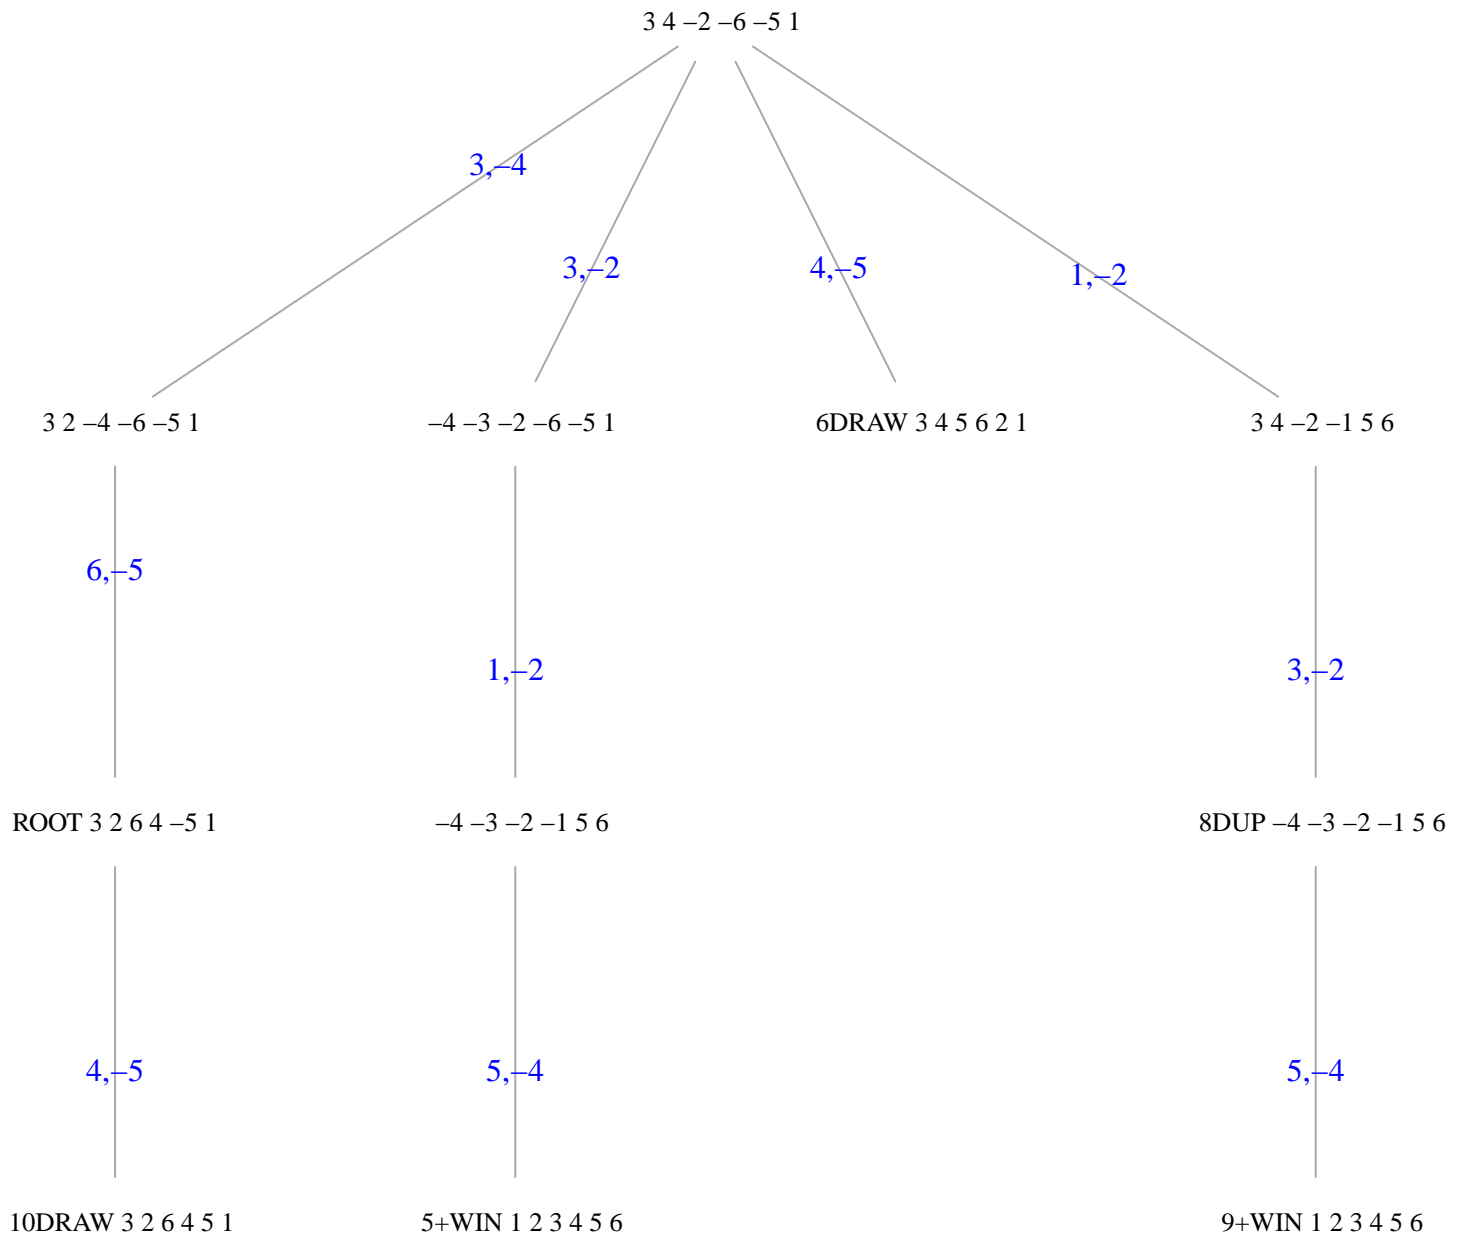 3 4 –2 –6 –5 1
3,–4
3,–2
4,–5
1,–2
3 2 –4 –6 –5 1
–4 –3 –2 –6 –5 1
6DRAW 3 4 5 6 2 1
3 4 –2 –1 5 6
6,–5
1,–2
3,–2
ROOT 3 2 6 4 –5 1
–4 –3 –2 –1 5 6
8DUP –4 –3 –2 –1 5 6
4,–5
5,–4
5,–4
10DRAW 3 2 6 4 5 1
5+WIN 1 2 3 4 5 6
9+WIN 1 2 3 4 5 6